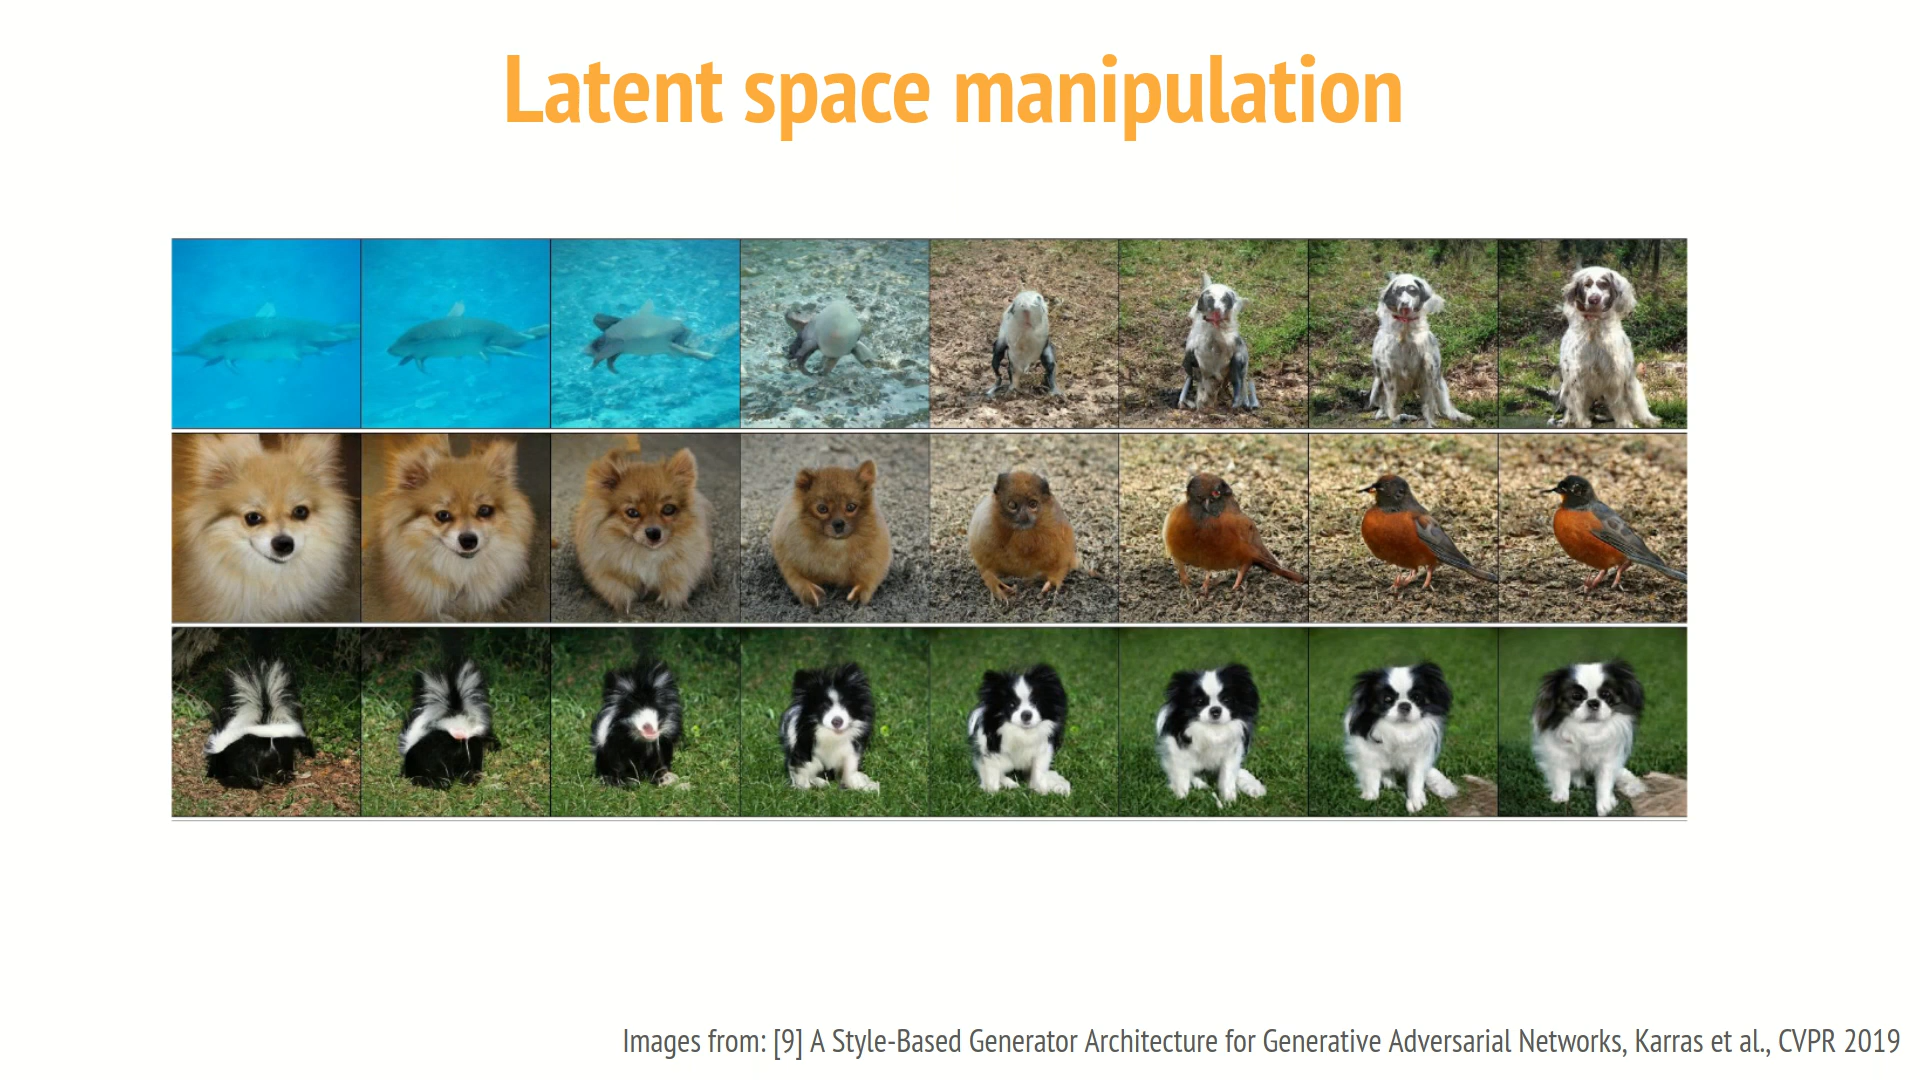 Latent space manipulation
Images from: [9] A Style-Based Generator Architecture for Generative Adversarial Networks, Karras et al., CVPR 2019